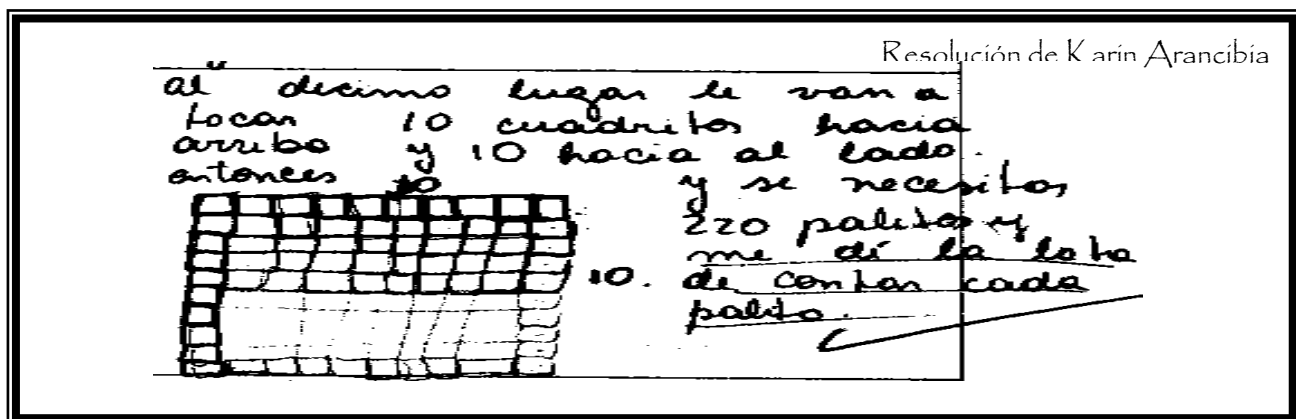 Resolución de Karin Arancibia
al decimo lugar le van a
tocar 10 cuadritos hacia
arriba y 10 hacia al lado.
entonces
10
y se necesitan
220 palitos y
me dí la lata
10. de contar cada
palito.